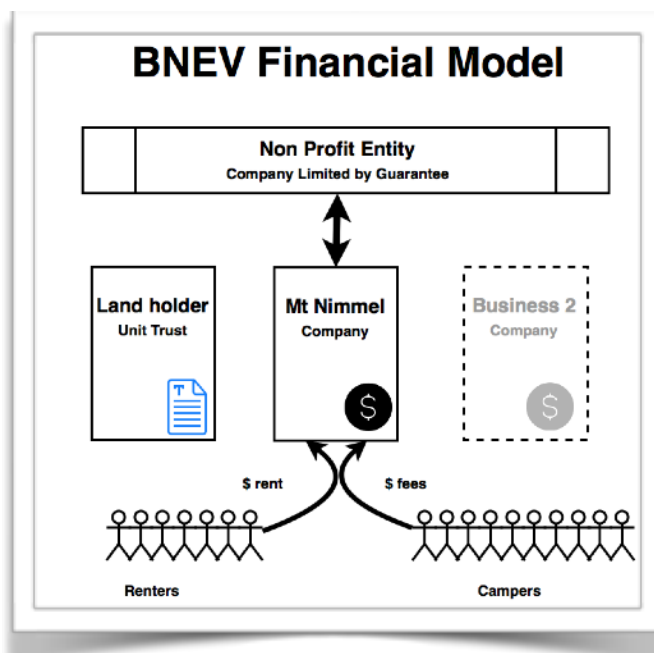 BNEV Financial Model
Non Profit Entity
Company Limited by Guarantee
Land holder
Unit Trust
T
Mt Nimmel
Company
$
Business 2
Company
$
$ rent
$ fees
Renters
Campers